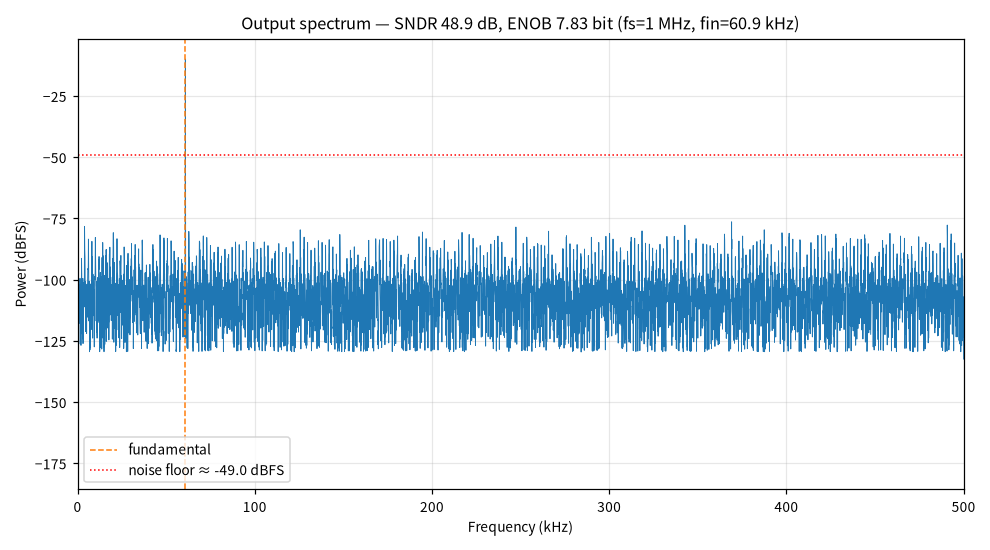 Output spectrum — SNDR 48.9 dB, ENOB 7.83 bit (fs=1 MHz, fin=60.9 kHz)
Power (dBFS)
−25
−50
−75
−100
−125
−150
−175
fundamental
noise floor ≈ -49.0 dBFS
0 100 200 300 400 500
Frequency (kHz)